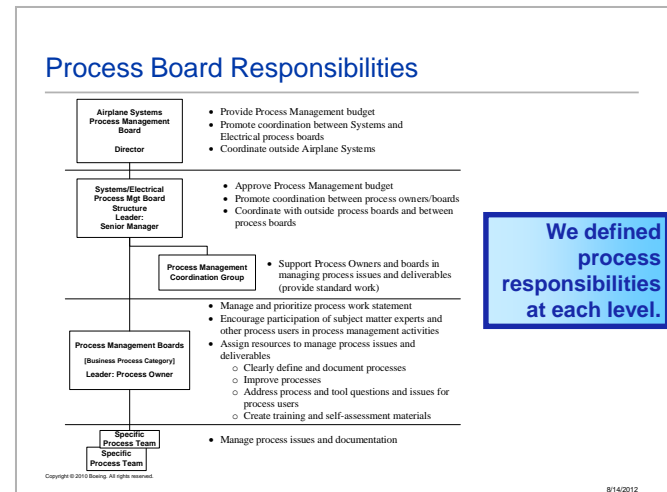 Process Board Responsibilities
Airplane Systems
Process Management
Board
Director
• Provide Process Management budget
• Promote coordination between Systems and
Electrical process boards
• Coordinate outside Airplane Systems
Systems/Electrical
Process Mgt Board
Structure
Leader:
Senior Manager
• Approve Process Management budget
• Promote coordination between process owners/boards
• Coordinate with outside process boards and between
process boards
Process Management
Coordination Group
• Support Process Owners and boards in
managing process issues and deliverables
(provide standard work)
We defined
process
responsibilities
at each level.
Process Management Boards
[Business Process Category]
Leader: Process Owner
• Manage and prioritize process work statement
• Encourage participation of subject matter experts and
other process users in process management activities
• Assign resources to manage process issues and
deliverables
o Clearly define and document processes
o Improve processes
o Address process and tool questions and issues for
process users
o Create training and self-assessment materials
Specific
Process Team
Specific
Process Team
• Manage process issues and documentation
Copyright © 2010 Boeing. All rights reserved.
8/14/2012